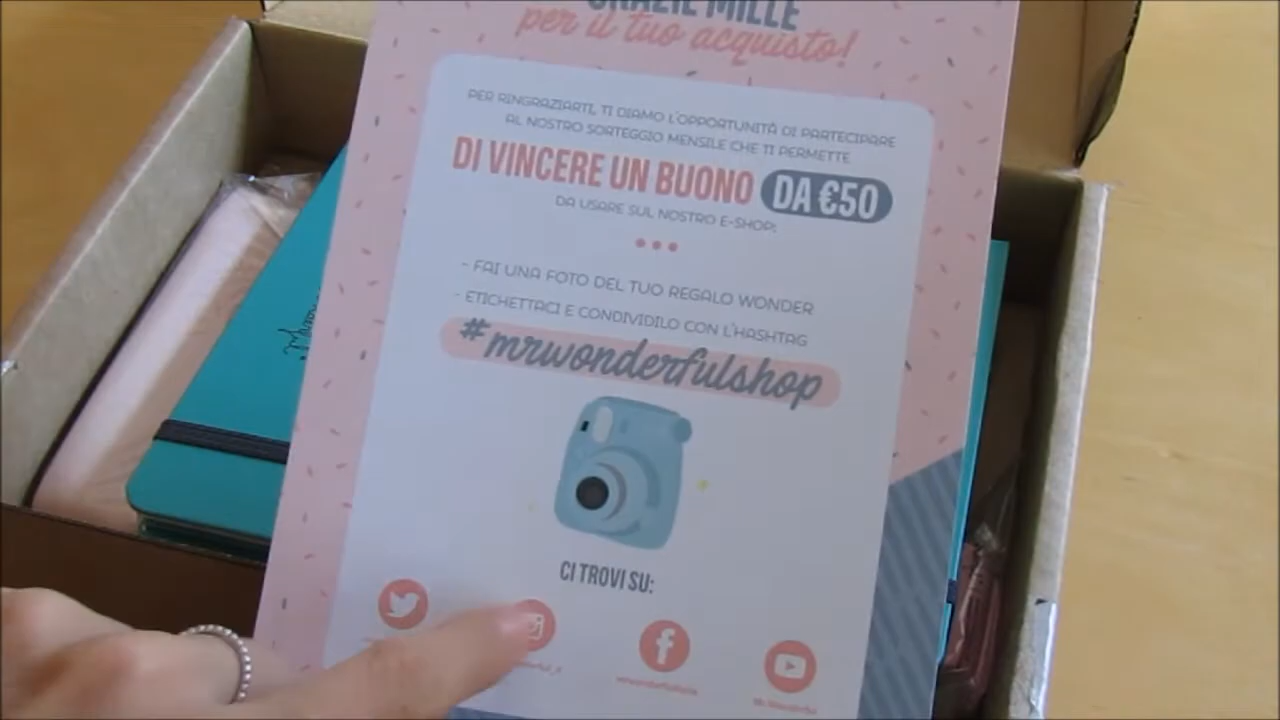 GRAZIE MILLE
per il tuo acquisto!
PER RINGRAZIARTI, TI DIAMO L'OPPORTUNITÀ DI PARTECIPARE
AL NOSTRO SORTEGGIO MENSILE CHE TI PERMETTE
DI VINCERE UN BUONO DA €50
DA USARE SUL NOSTRO E-SHOP:
- FAI UNA FOTO DEL TUO REGALO WONDER
- ETICHETTACI E CONDIVIDILO CON L'HASHTAG
#mrwonderfulshop
CI TROVI SU: